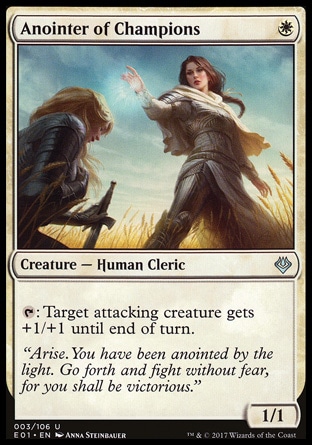 Anointer of Champions
Creature — Human Cleric
: Target attacking creature gets
+1/+1 until end of turn.
“Arise. You have been anointed by the
light. Go forth and fight without fear,
for you shall be victorious.”
1/1
003/106 U
E01 • EN Anna Steinbauer
™ & © 2017 Wizards of the Coast